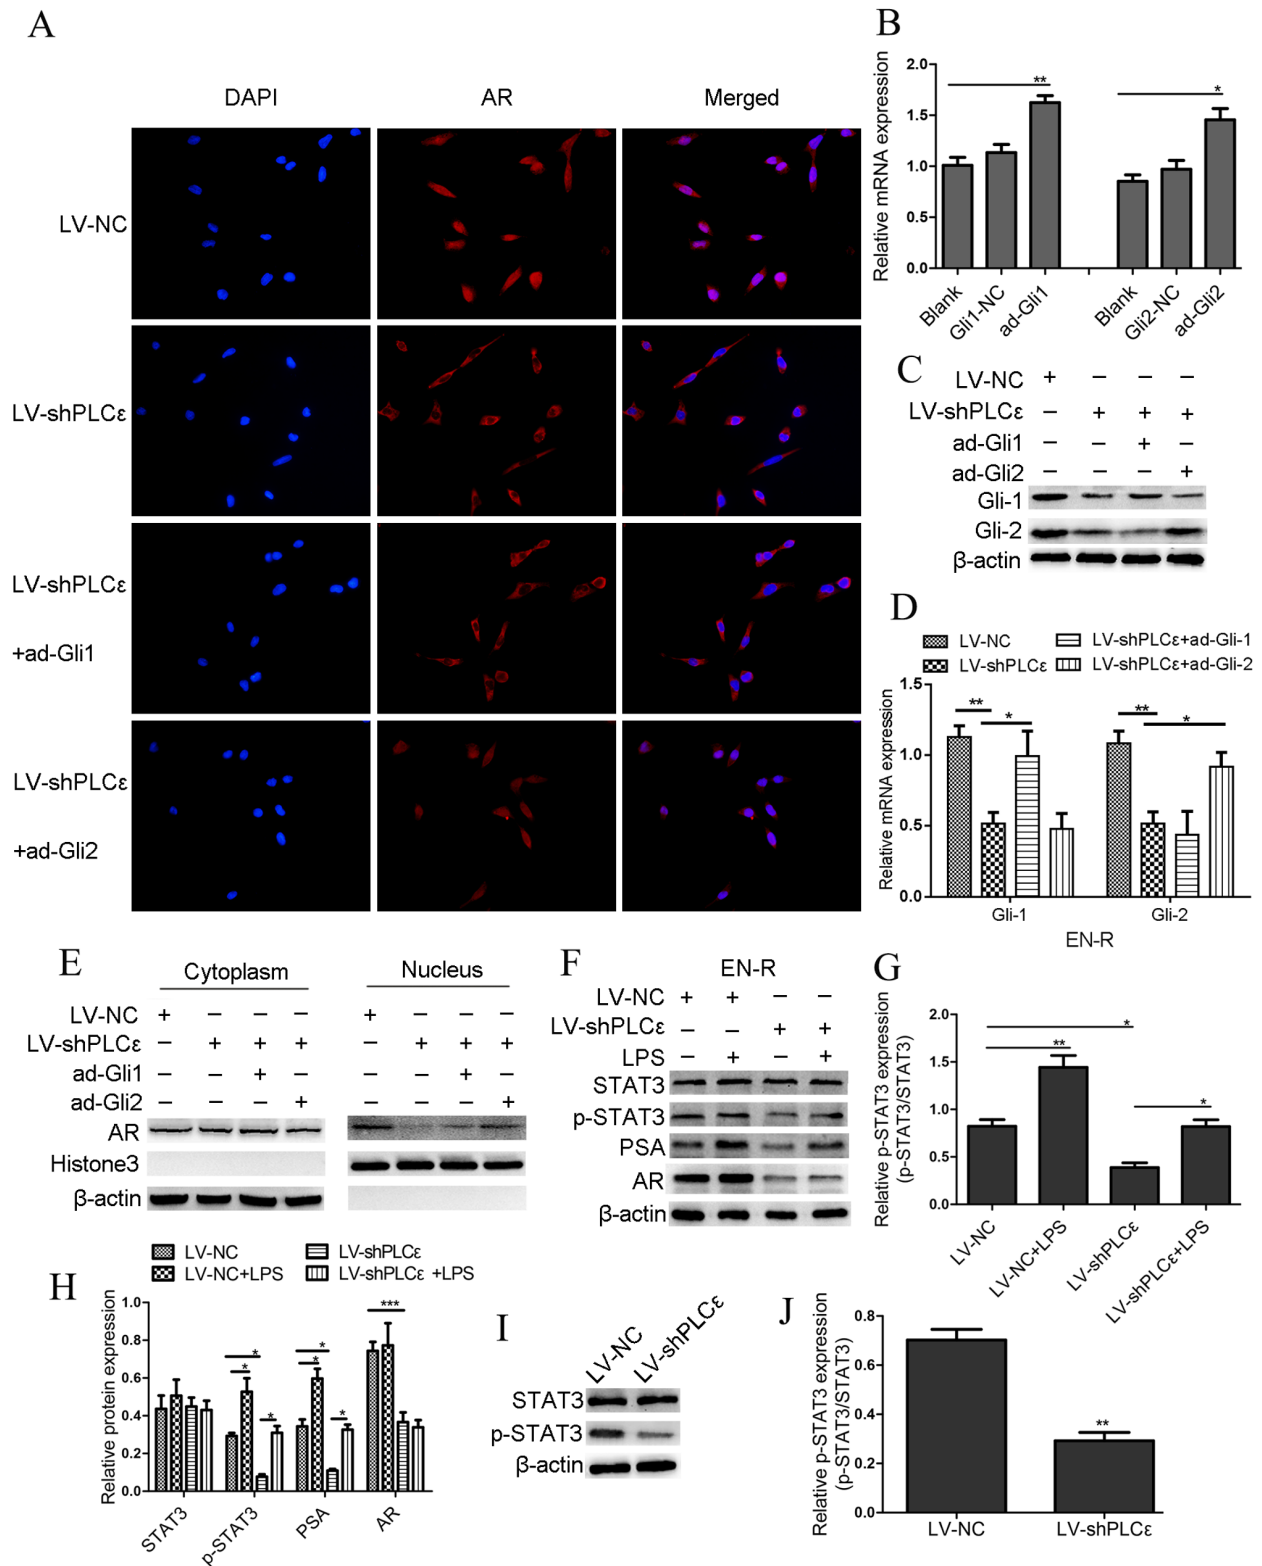 A
DAPI AR Merged
LV-NC
LV-shPLCε
LV-shPLCε
+ad-Gli1
LV-shPLCε
+ad-Gli2
B
Relative mRNA expression
2.0
1.5
1.0
0.5
0.0
** *
Blank Gli1-NC ad-Gli1 Blank Gli2-NC ad-Gli2
C
LV-NC + – – –
LV-shPLCε – + + +
ad-Gli1 – – + –
ad-Gli2 – – – +
Gli-1
Gli-2
β-actin
D
LV-NC LV-shPLCε+ad-Gli-1
LV-shPLCε LV-shPLCε+ad-Gli-2
Relative mRNA expression
1.5
1.0
0.5
0.0
** * ** *
Gli-1 Gli-2
EN-R
E
Cytoplasm Nucleus
LV-NC + – – – + – – –
LV-shPLCε – + + + – + + +
ad-Gli1 – – + – – – + –
ad-Gli2 – – – + – – – +
AR
Histone3
β-actin
F
EN-R
LV-NC + + – –
LV-shPLCε – – + +
LPS – + – +
STAT3
p-STAT3
PSA
AR
β-actin
G
Relative p-STAT3 expression
(p-STAT3/STAT3)
2.0
1.5
1.0
0.5
0.0
* ** *
LV-NC LV-NC+LPS LV-shPLCε LV-shPLCε+LPS
H
LV-NC LV-shPLCε
LV-NC+LPS LV-shPLCε +LPS
Relative protein expression
1.0
0.8
0.6
0.4
0.2
0.0
* * * * * * ***
STAT3 p-STAT3 PSA AR
I
LV-NC LV-shPLCε
STAT3
p-STAT3
β-actin
J
Relative p-STAT3 expression
(p-STAT3/STAT3)
0.8
0.6
0.4
0.2
0.0
**
LV-NC LV-shPLCε